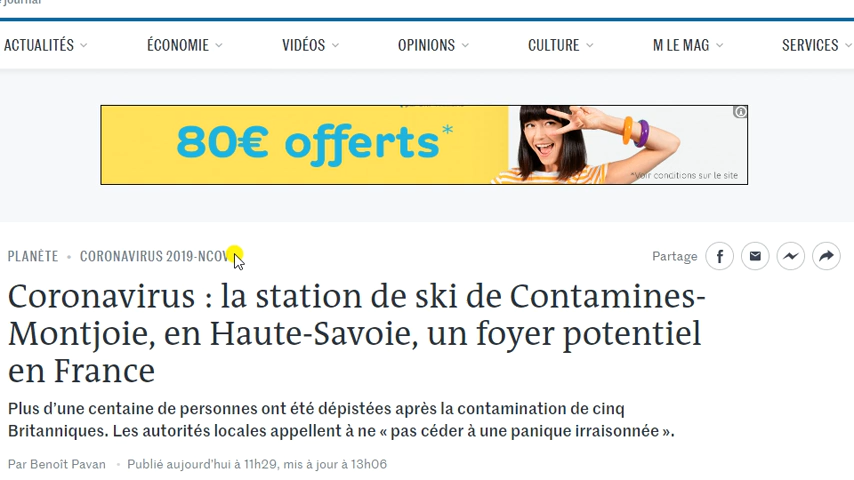 journal
ACTUALITÉS ÉCONOMIE VIDÉOS OPINIONS CULTURE M LE MAG SERVICES
80€ offerts*
*Voir conditions sur le site
PLANÈTE • CORONAVIRUS 2019-NCOV
Partage
Coronavirus : la station de ski de Contamines-
Montjoie, en Haute-Savoie, un foyer potentiel
en France
Plus d’une centaine de personnes ont été dépistées après la contamination de cinq
Britanniques. Les autorités locales appellent à ne « pas céder à une panique irraisonnée ».
Par Benoît Pavan • Publié aujourd’hui à 11h29, mis à jour à 13h06